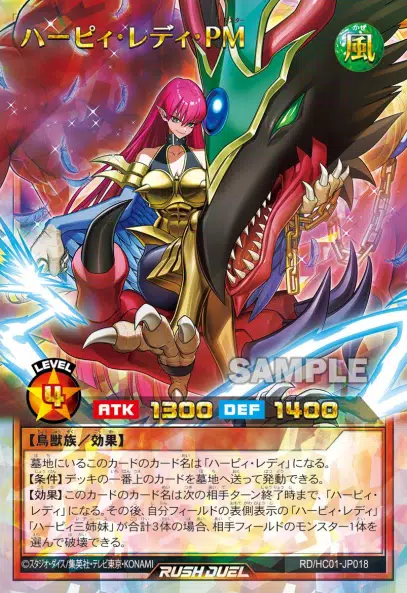 ハーピィ・レディ・PM
風
LEVEL
4
ATK 1300 DEF 1400
SAMPLE
【鳥獣族/効果】
墓地にいるこのカードのカード名は「ハーピィ・レディ」になる。
【条件】デッキの一番上のカードを墓地へ送って発動できる。
【効果】このカードのカード名は次の相手ターン終了時まで、「ハーピィ・
レディ」になる。その後、自分フィールドの表側表示の「ハーピィ・レディ」
「ハーピィ三姉妹」が合計3体の場合、相手フィールドのモンスター1体を
選んで破壊できる。
©スタジオ・ダイス/集英社・テレビ東京・KONAMI
RUSH DUEL
RD/HC01-JP018